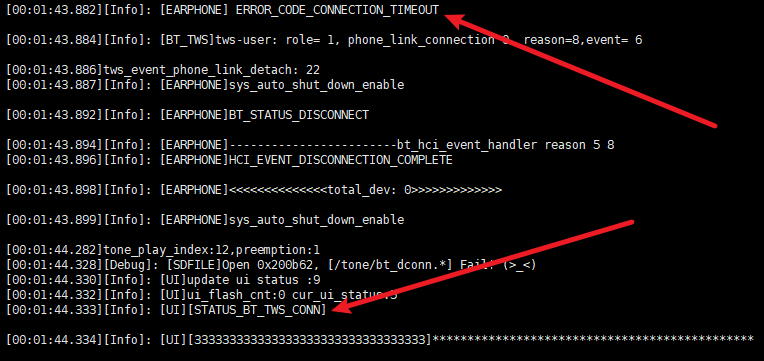 [00:01:43.882][Info]: [EARPHONE] ERROR_CODE_CONNECTION_TIMEOUT
[00:01:43.884][Info]: [BT_TWS]tws-user: role= 1, phone_link_connection 0, reason=8,event= 6
[00:01:43.886]tws_event_phone_link_detach: 22
[00:01:43.887][Info]: [EARPHONE]sys_auto_shut_down_enable
[00:01:43.892][Info]: [EARPHONE]BT_STATUS_DISCONNECT
[00:01:43.894][Info]: [EARPHONE]------------------------bt_hci_event_handler reason 5 8
[00:01:43.896][Info]: [EARPHONE]HCI_EVENT_DISCONNECTION_COMPLETE
[00:01:43.898][Info]: [EARPHONE]<<<<<<<<<<<<<<total_dev: 0>>>>>>>>>>>>>
[00:01:43.899][Info]: [EARPHONE]sys_auto_shut_down_enable
[00:01:44.282]tone_play_index:12,preemption:1
[00:01:44.328][Debug]: [SDFILE]Open 0x200b62, [/tone/bt_dconn.*] Fail! (>_<)
[00:01:44.330][Info]: [UI]update ui status :9
[00:01:44.332][Info]: [UI]ui_flash_cnt:0 cur_ui_status:5
[00:01:44.333][Info]: [UI][STATUS_BT_TWS_CONN]
[00:01:44.334][Info]: [UI][333333333333333333333333333333333]**********************************************